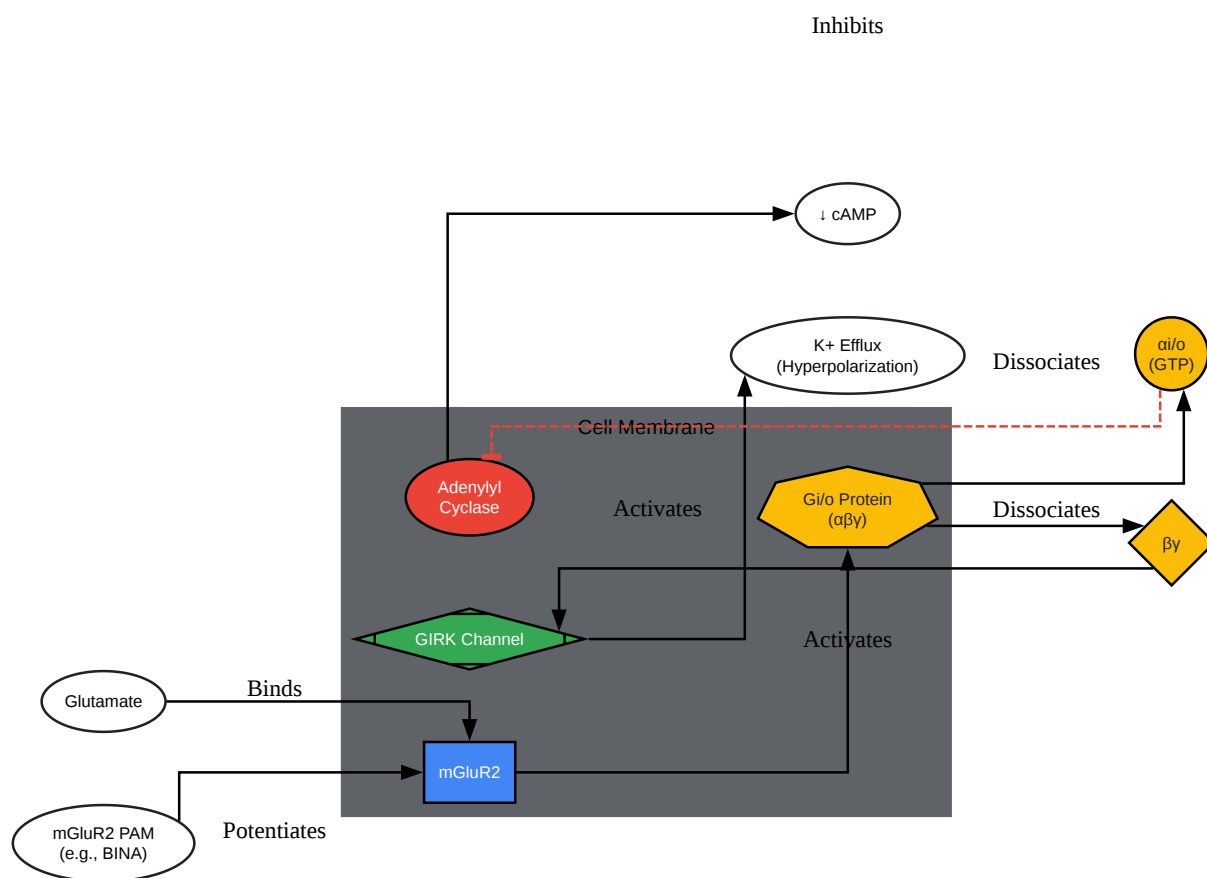 Inhibits
↓ cAMP
K+ Efflux
(Hyperpolarization)
Dissociates
αi/o
(GTP)
Cell Membrane
Adenylyl
Cyclase
Activates
Gi/o Protein
(αβγ)
Dissociates
βγ
GIRK Channel
Activates
Glutamate
Binds
mGluR2
mGluR2 PAM
(e.g., BINA)
Potentiates